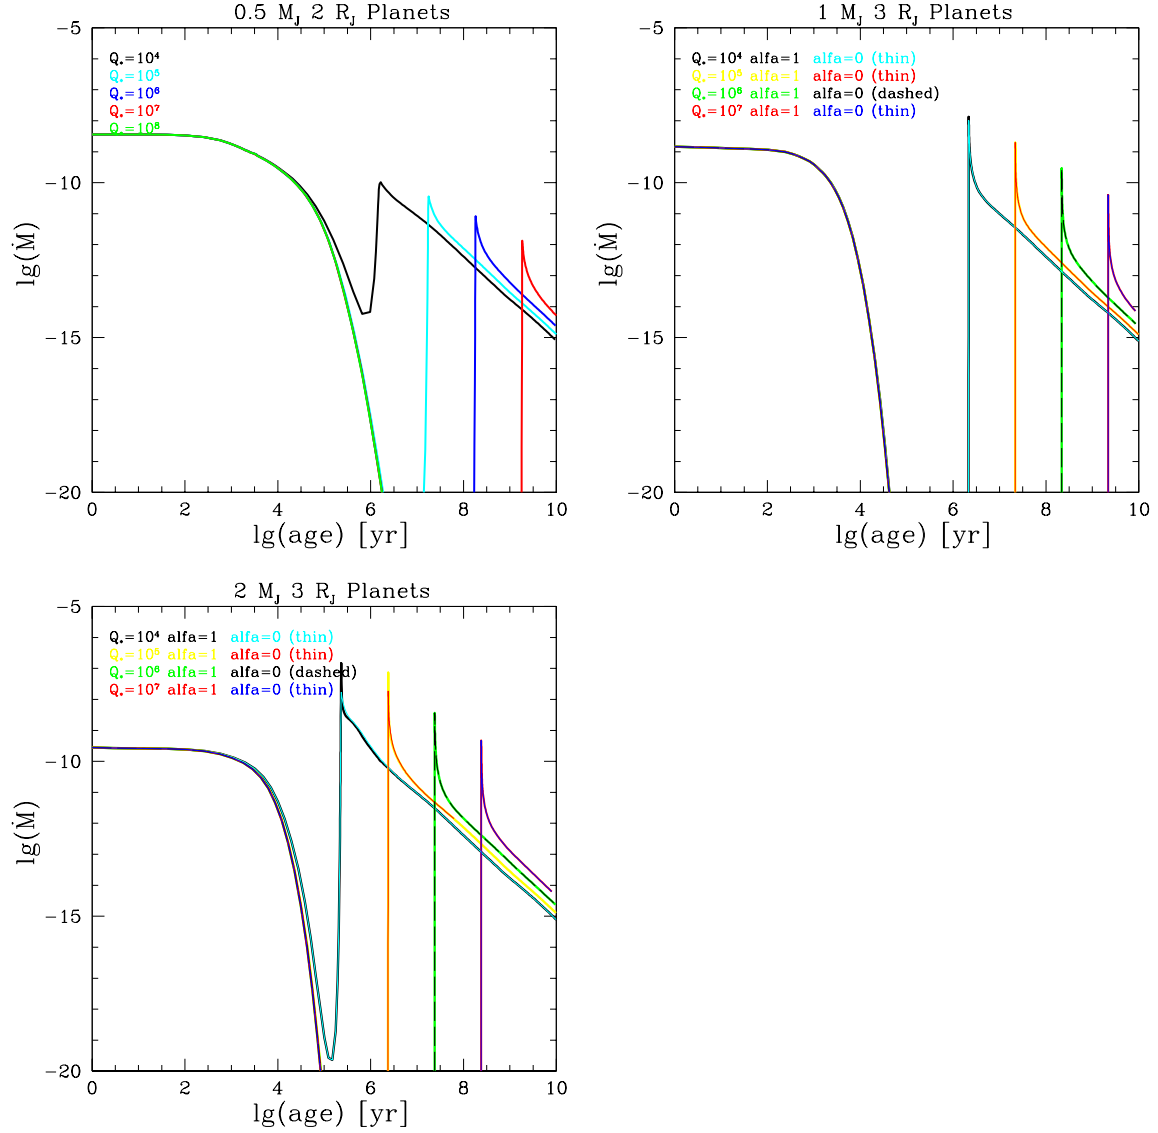 0.5 M_J 2 R_J Planets
-5
-10
-15
-20
lg(Ṁ)
Q*=10⁴
Q*=10⁵
Q*=10⁶
Q*=10⁷
Q*=10⁸
0 2 4 6 8 10
lg(age) [yr]
1 M_J 3 R_J Planets
-5
-10
-15
-20
lg(Ṁ)
Q*=10⁴ alfa=1 alfa=0 (thin)
Q*=10⁵ alfa=1 alfa=0 (thin)
Q*=10⁶ alfa=1 alfa=0 (dashed)
Q*=10⁷ alfa=1 alfa=0 (thin)
0 2 4 6 8 10
lg(age) [yr]
2 M_J 3 R_J Planets
-5
-10
-15
-20
lg(Ṁ)
Q*=10⁴ alfa=1 alfa=0 (thin)
Q*=10⁵ alfa=1 alfa=0 (thin)
Q*=10⁶ alfa=1 alfa=0 (dashed)
Q*=10⁷ alfa=1 alfa=0 (thin)
0 2 4 6 8 10
lg(age) [yr]